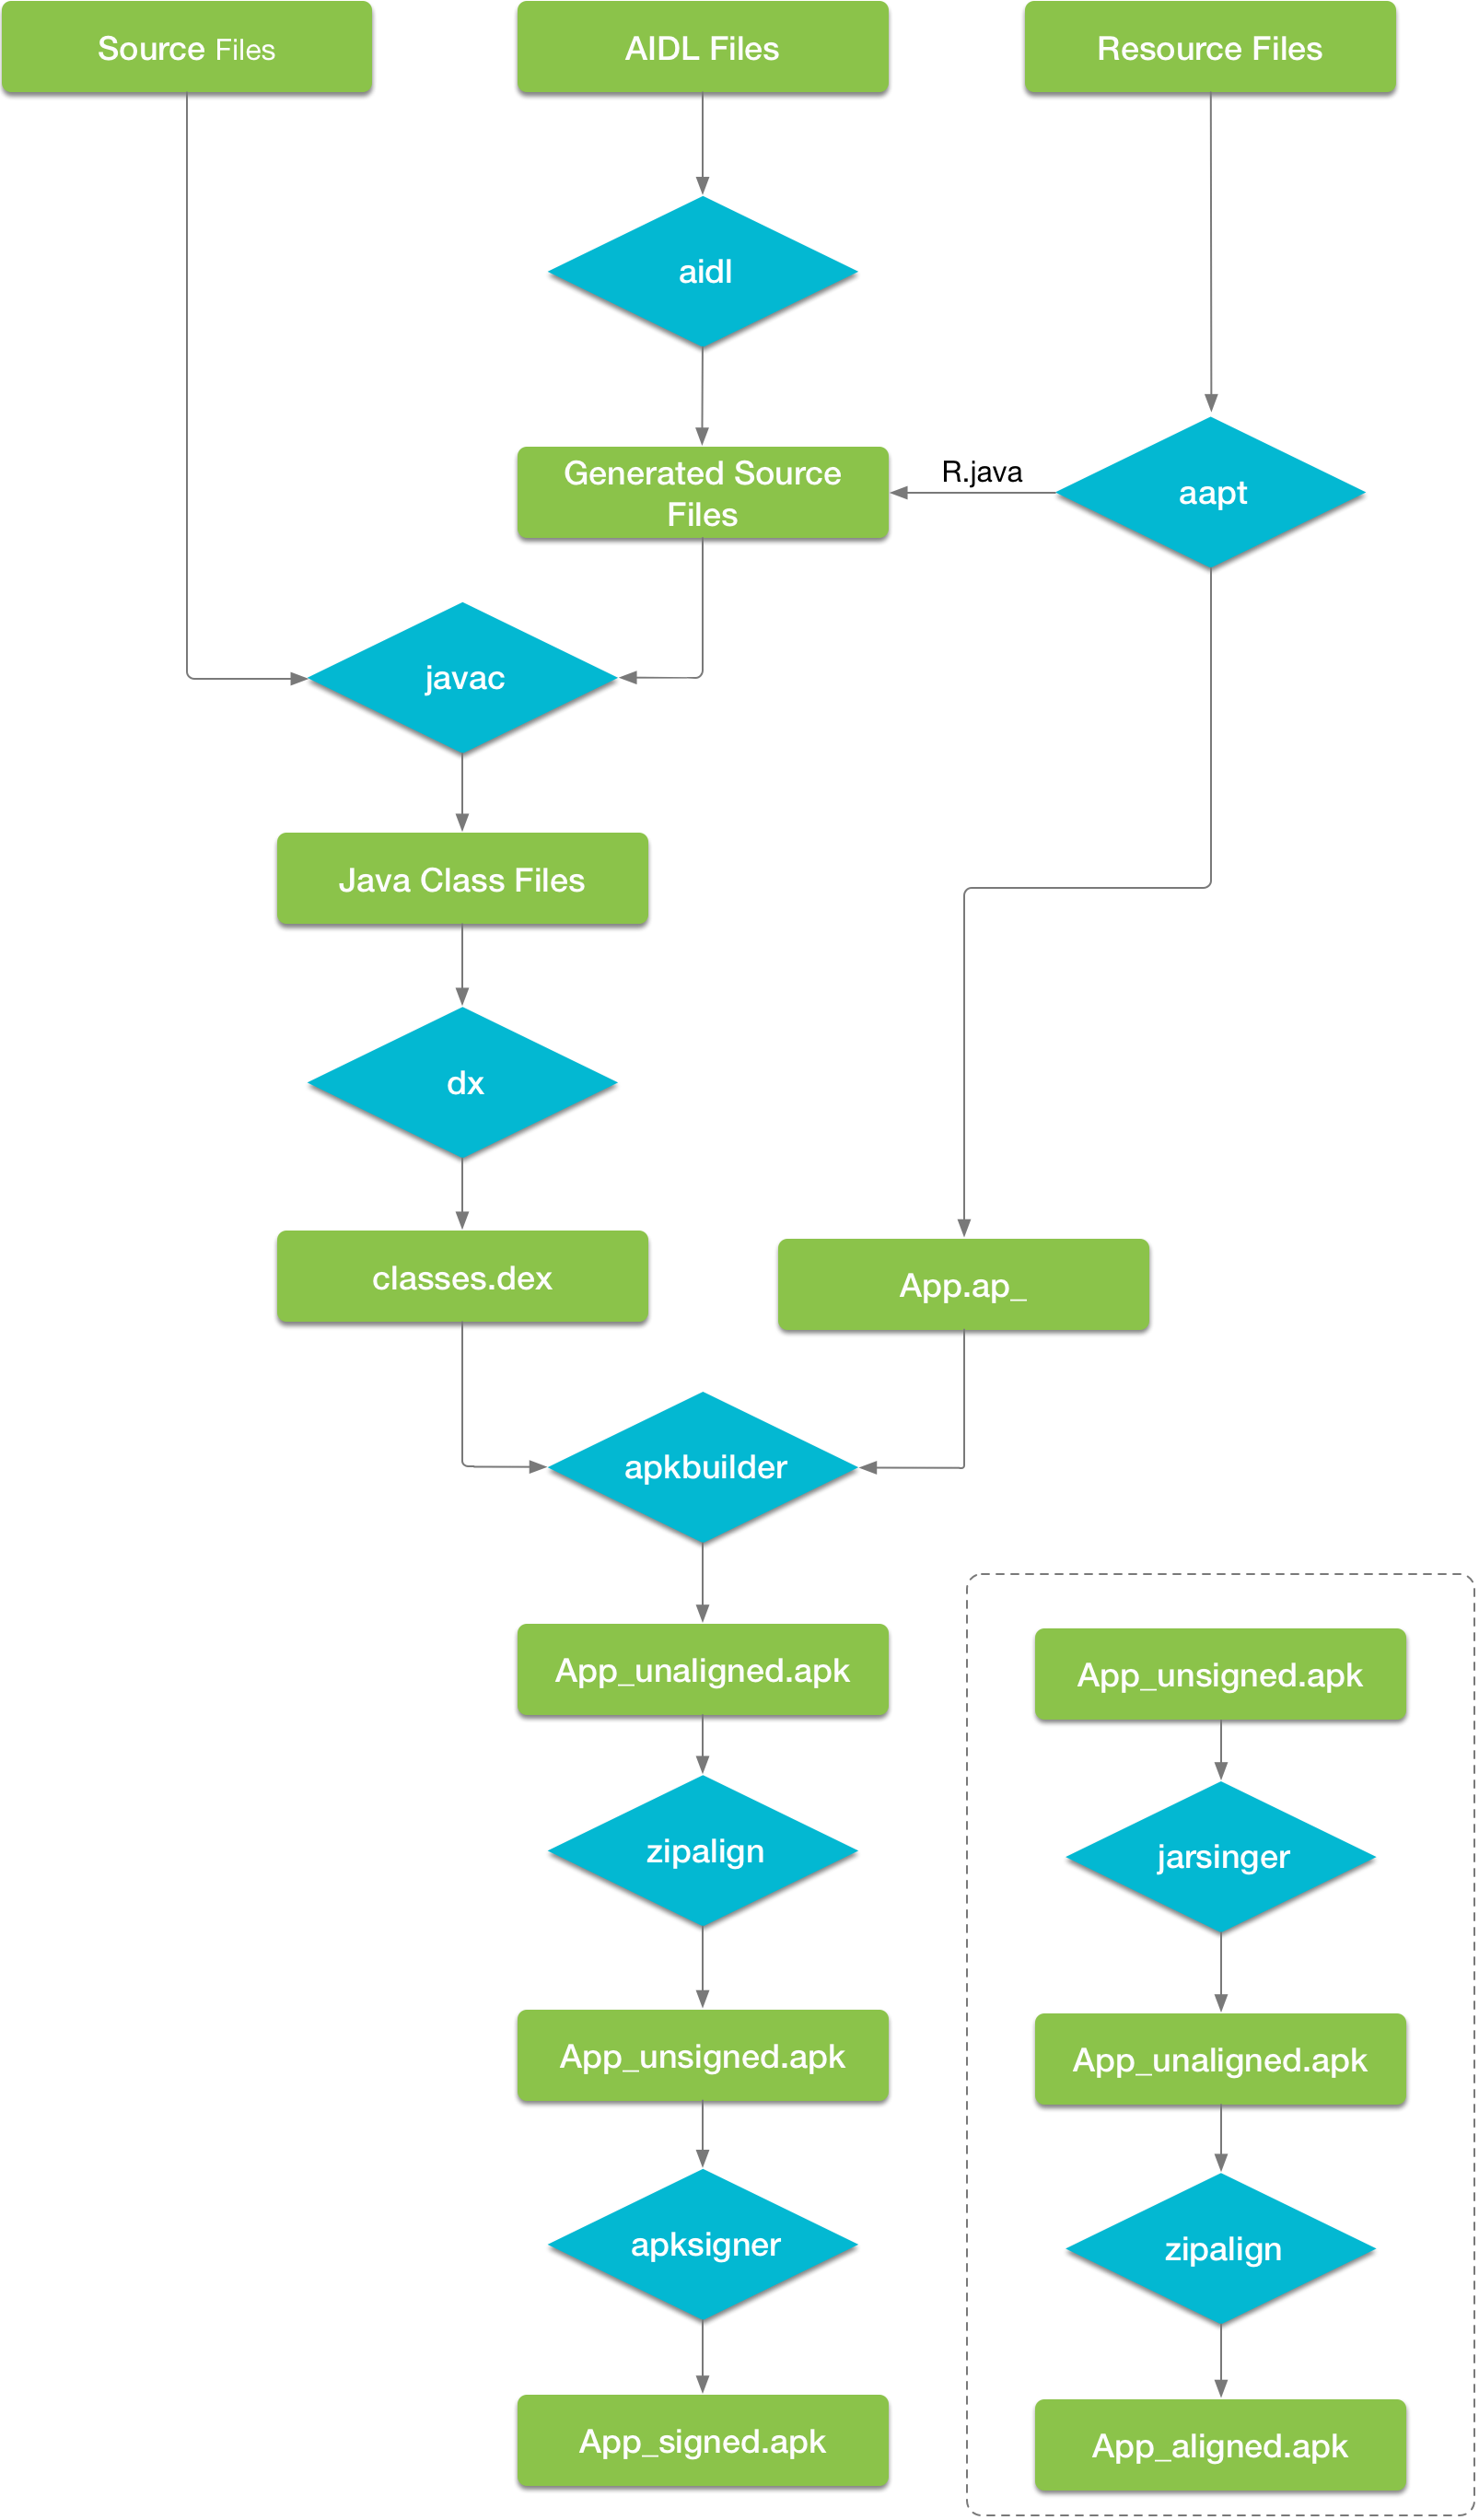 Source Files
AIDL Files
Resource Files
aidl
Generated Source
Files
R.java
aapt
javac
Java Class Files
dx
classes.dex
App.ap_
apkbuilder
App_unaligned.apk
App_unsigned.apk
zipalign
jarsinger
App_unsigned.apk
App_unaligned.apk
apksigner
zipalign
App_signed.apk
App_aligned.apk